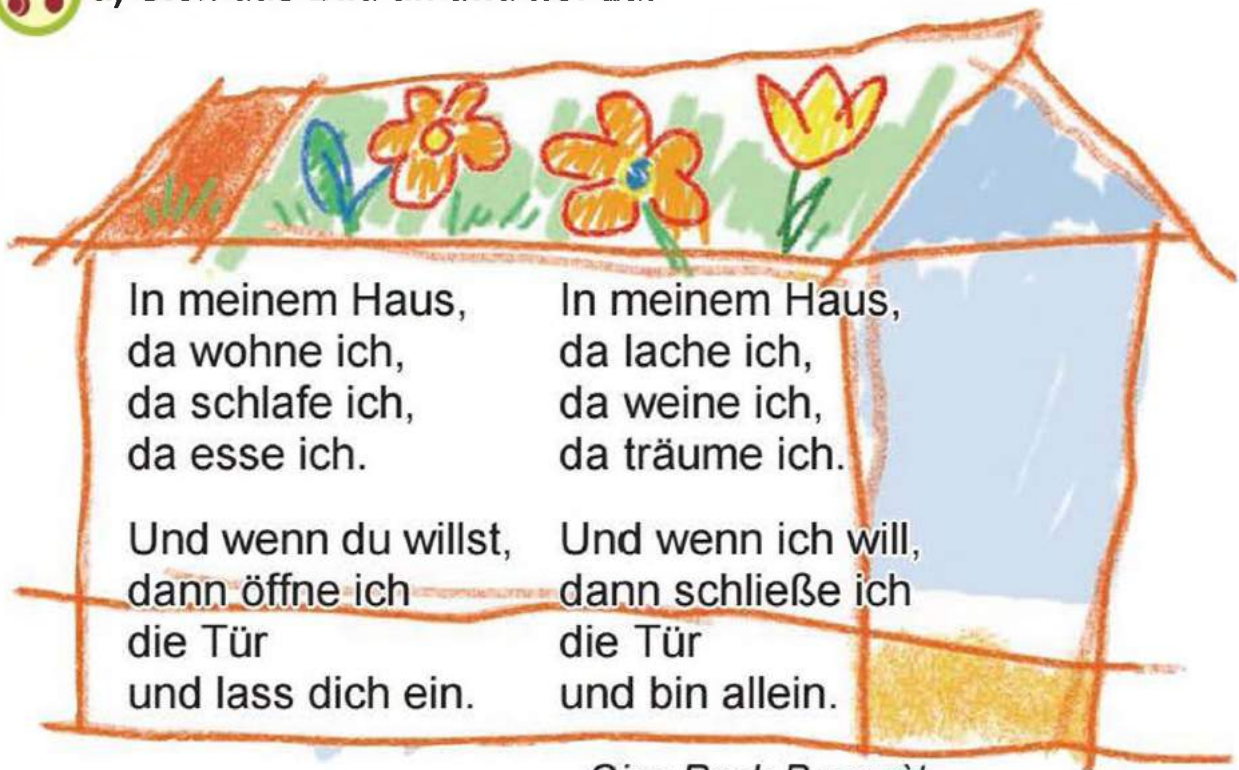 In meinem Haus,
da wohne ich,
da schlafe ich,
da esse ich.
Und wenn du willst,
dann öffne ich
die Tür
und lass dich ein.
In meinem Haus,
da lache ich,
da weine ich,
da träume ich.
Und wenn ich will,
dann schließe ich
die Tür
und bin allein.